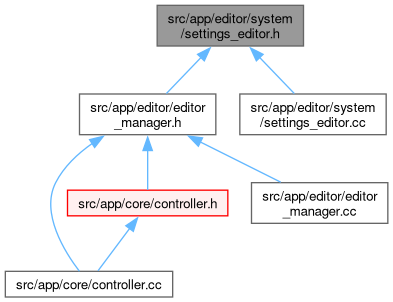 src/app/editor/system
/settings_editor.h
src/app/editor/editor
_manager.h
src/app/editor/system
/settings_editor.cc
src/app/core/controller.h
src/app/editor/editor
_manager.cc
src/app/core/controller.cc